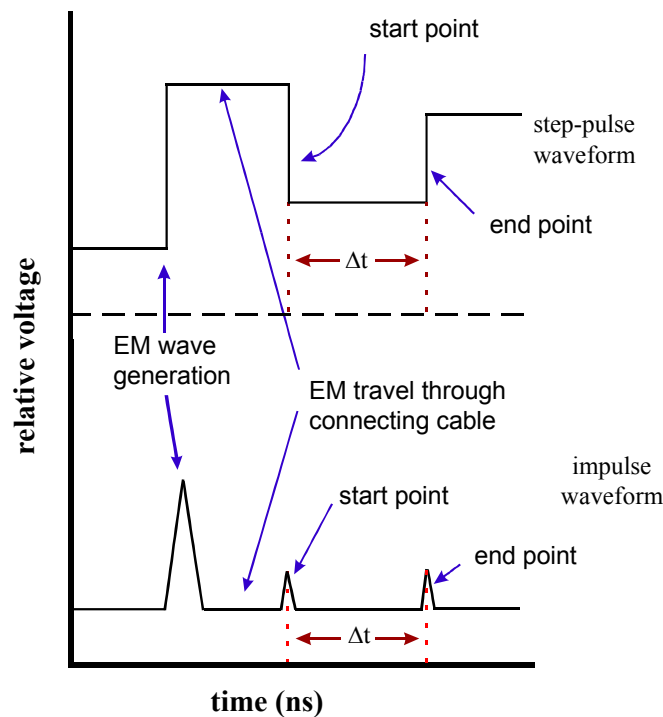 start point
step-pulse
waveform
end point
Δt
relative voltage
EM wave
generation
EM travel through
connecting cable
impulse
waveform
start point
end point
Δt
time (ns)